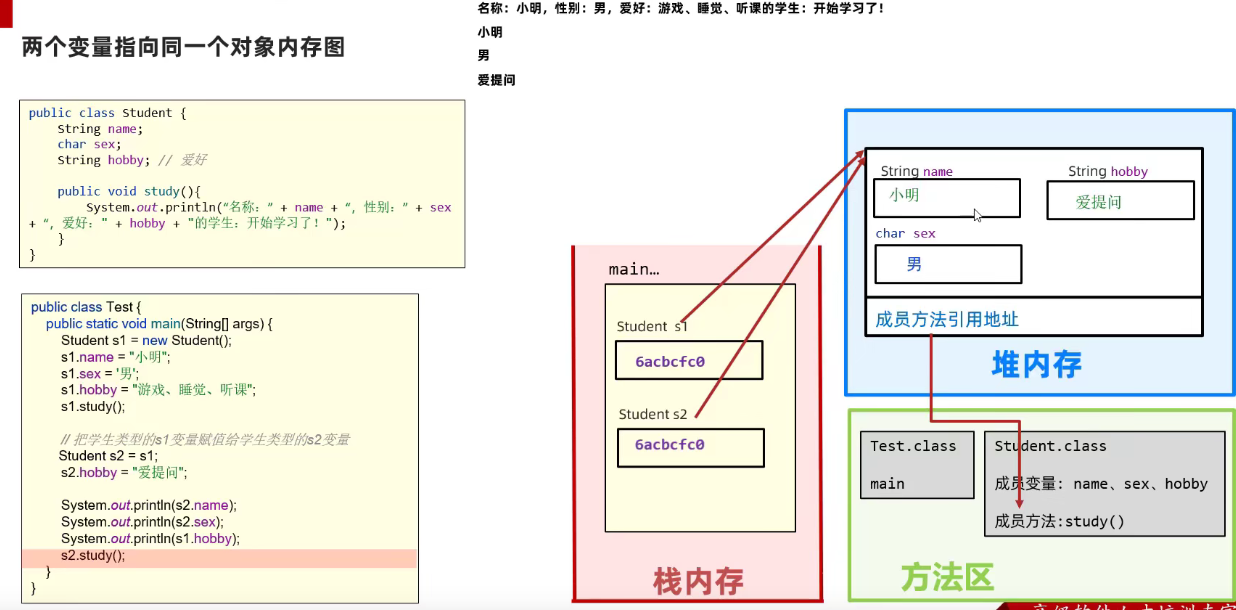 名称：小明，性别：男，爱好：游戏、睡觉、听课的学生：开始学习了！
小明
男
爱提问
两个变量指向同一个对象内存图
public class Student {
String name;
char sex;
String hobby; // 爱好
public void study(){
System.out.println(“名称：" + name + “，性别：" + sex
+ “，爱好：" + hobby + "的学生：开始学习了！");
}
}
public class Test {
public static void main(String[] args) {
Student s1 = new Student();
s1.name = "小明";
s1.sex = '男';
s1.hobby = "游戏、睡觉、听课";
s1.study();
// 把学生类型的s1变量赋值给学生类型的s2变量
Student s2 = s1;
s2.hobby = "爱提问";
System.out.println(s2.name);
System.out.println(s2.sex);
System.out.println(s1.hobby);
s2.study();
}
}
main…
Student s1
6acbcfc0
Student s2
6acbcfc0
栈内存
String name
小明
String hobby
爱提问
char sex
男
成员方法引用地址
堆内存
Test.class
main
Student.class
成员变量：name、sex、hobby
成员方法:study()
方法区